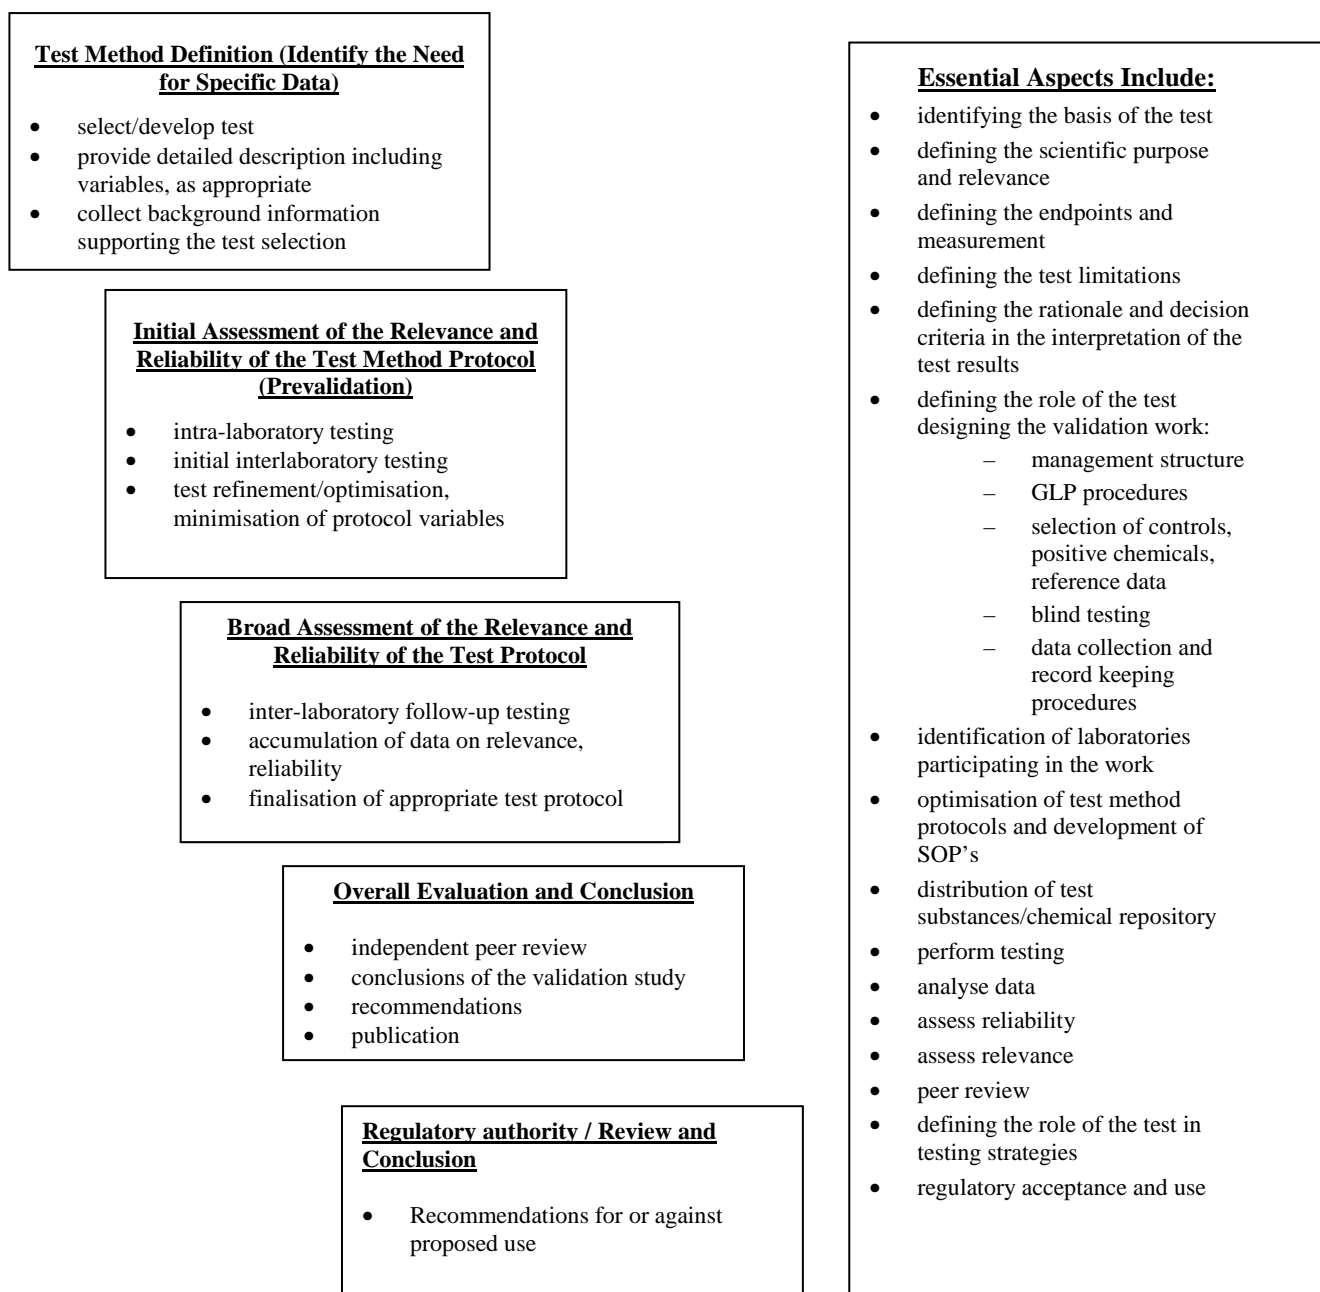 Test Method Definition (Identify the Need
for Specific Data)
• select/develop test
• provide detailed description including
variables, as appropriate
• collect background information
supporting the test selection
Initial Assessment of the Relevance and
Reliability of the Test Method Protocol
(Prevalidation)
• intra-laboratory testing
• initial interlaboratory testing
• test refinement/optimisation,
minimisation of protocol variables
Broad Assessment of the Relevance and
Reliability of the Test Protocol
• inter-laboratory follow-up testing
• accumulation of data on relevance,
reliability
• finalisation of appropriate test protocol
Overall Evaluation and Conclusion
• independent peer review
• conclusions of the validation study
• recommendations
• publication
Regulatory authority / Review and
Conclusion
• Recommendations for or against
proposed use
Essential Aspects Include:
• identifying the basis of the test
• defining the scientific purpose
and relevance
• defining the endpoints and
measurement
• defining the test limitations
• defining the rationale and decision
criteria in the interpretation of the
test results
• defining the role of the test
designing the validation work:
– management structure
– GLP procedures
– selection of controls,
positive chemicals,
reference data
– blind testing
– data collection and
record keeping
procedures
• identification of laboratories
participating in the work
• optimisation of test method
protocols and development of
SOP’s
• distribution of test
substances/chemical repository
• perform testing
• analyse data
• assess reliability
• assess relevance
• peer review
• defining the role of the test in
testing strategies
• regulatory acceptance and use